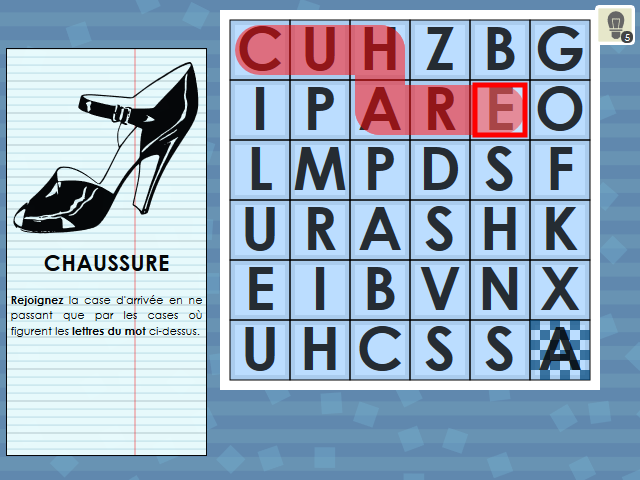 CHAUSSURE
Rejoignez la case d'arrivée en ne
passant que par les cases où
figurent les lettres du mot ci-dessus.
C U H Z B G
I P A R E O
L M P D S F
U R A S H K
E I B V N X
U H C S S A
5